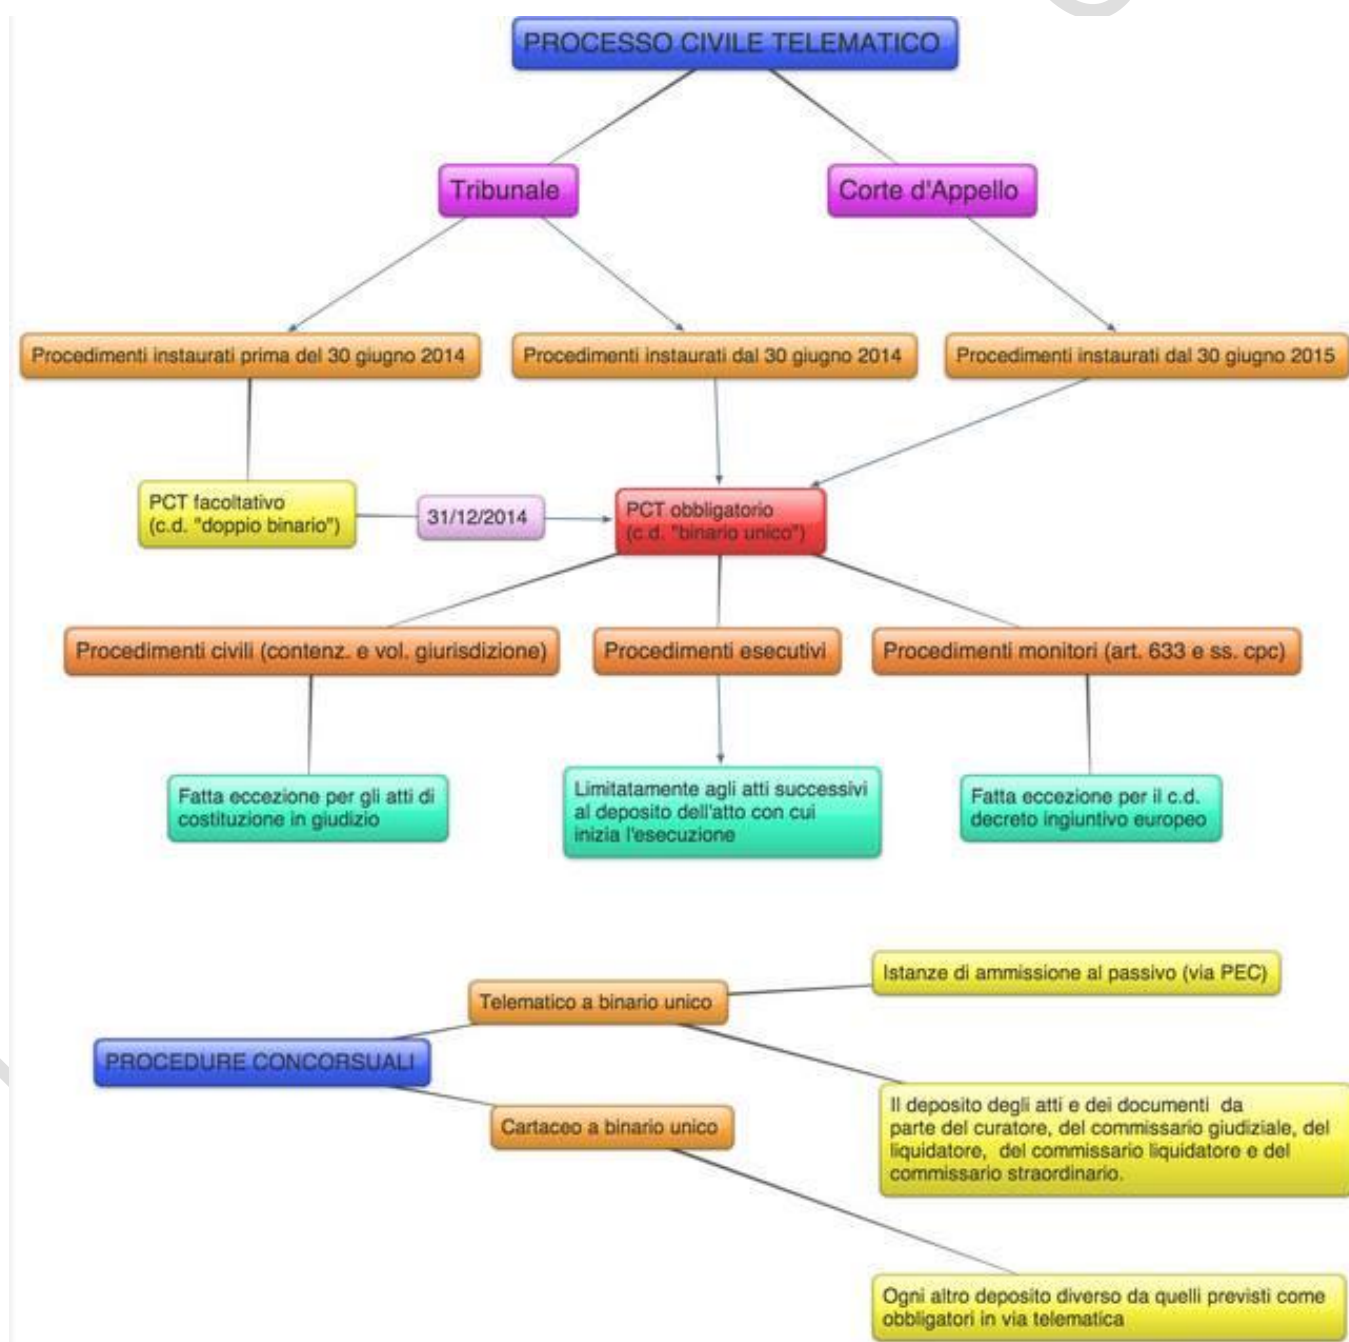 PROCESSO CIVILE TELEMATICO
Tribunale
Corte d'Appello
Procedimenti instaurati prima del 30 giugno 2014
Procedimenti instaurati dal 30 giugno 2014
Procedimenti instaurati dal 30 giugno 2015
PCT facoltativo
(c.d. "doppio binario")
31/12/2014
PCT obbligatorio
(c.d. "binario unico")
Procedimenti civili (contenz. e vol. giurisdizione)
Procedimenti esecutivi
Procedimenti monitori (art. 633 e ss. cpc)
Fatta eccezione per gli atti di
costituzione in giudizio
Limitatamente agli atti successivi
al deposito dell'atto con cui
inizia l'esecuzione
Fatta eccezione per il c.d.
decreto ingiuntivo europeo
Istanze di ammissione al passivo (via PEC)
Telematico a binario unico
PROCEDURE CONCORSUALI
Il deposito degli atti e dei documenti da
parte del curatore, del commissario giudiziale, del
liquidatore, del commissario liquidatore e del
commissario straordinario.
Cartaceo a binario unico
Ogni altro deposito diverso da quelli previsti come
obbligatori in via telematica